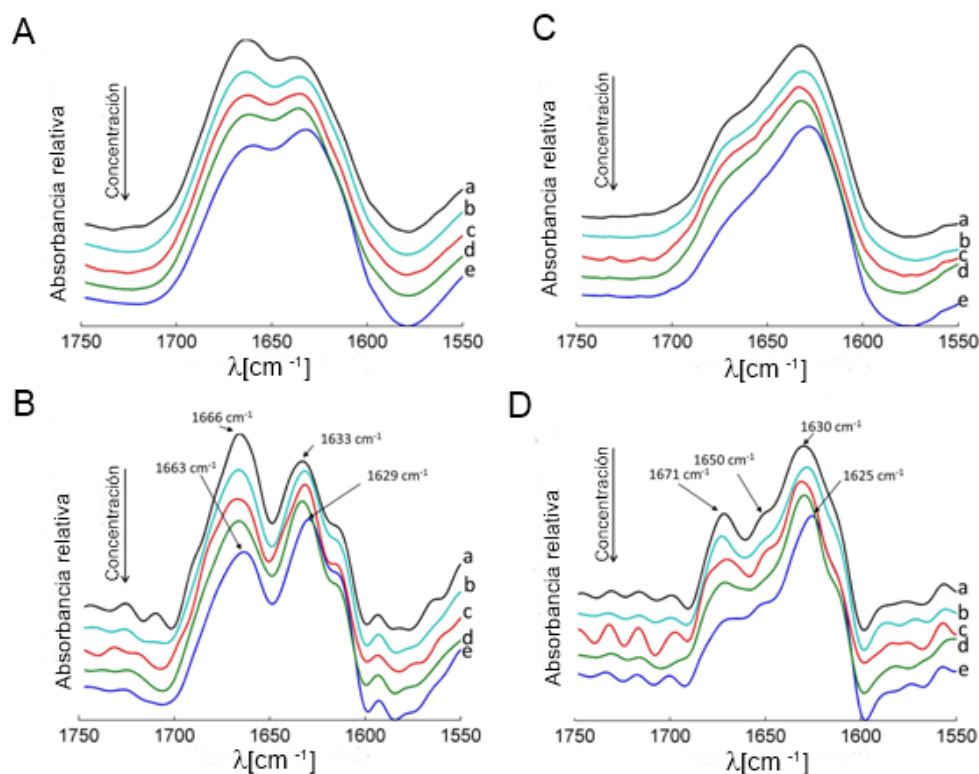 A
Absorbancia relativa
Concentración
a
b
c
d
e
1750 1700 1650 1600 1550
λ[cm -1]
C
Absorbancia relativa
Concentración
a
b
c
d
e
1750 1700 1650 1600 1550
λ[cm -1]
B
Absorbancia relativa
Concentración
1666 cm-1
1633 cm-1
1663 cm-1
1629 cm-1
a
b
c
d
e
1750 1700 1650 1600 1550
λ[cm -1]
D
Absorbancia relativa
Concentración
1630 cm-1
1650 cm-1
1671 cm-1
1625 cm-1
a
b
c
d
e
1750 1700 1650 1600 1550
λ[cm -1]